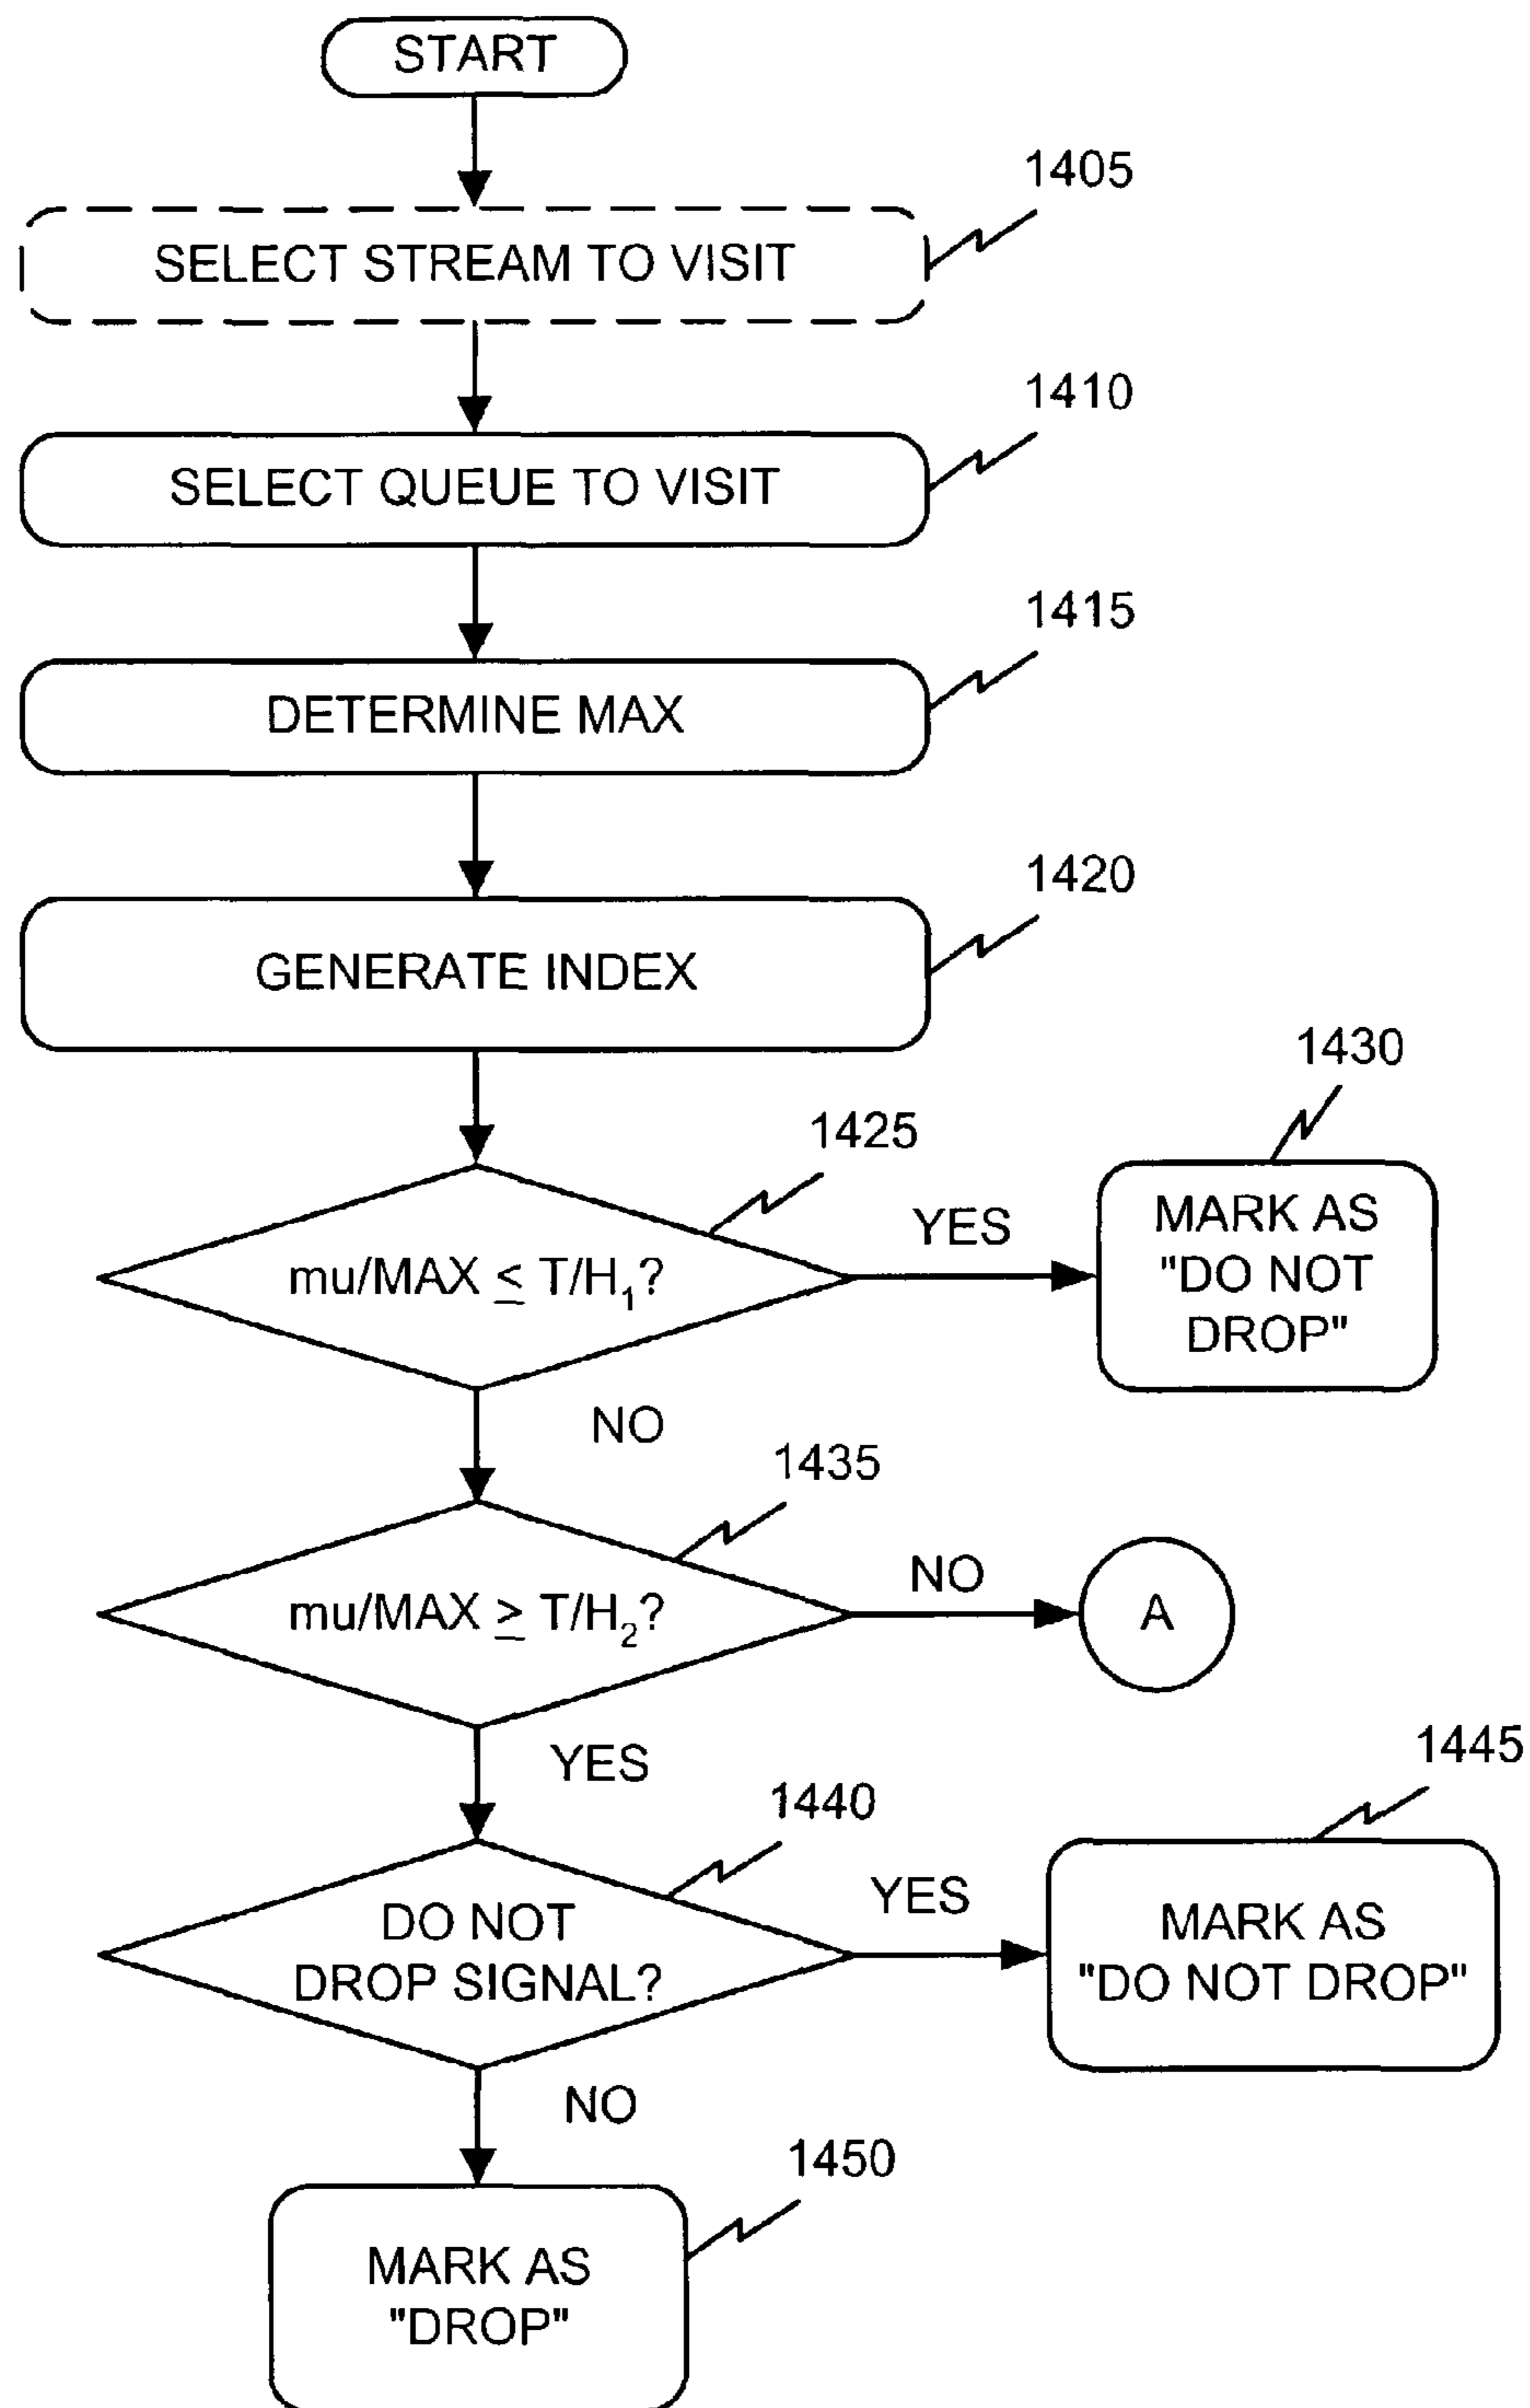 START
1405
SELECT STREAM TO VISIT
1410
SELECT QUEUE TO VISIT
1415
DETERMINE MAX
1420
GENERATE INDEX
1425
mu/MAX ≤ T/H₁?
YES
1430
MARK AS
"DO NOT
DROP"
NO
1435
mu/MAX ≥ T/H₂?
NO
A
YES
1440
DO NOT
DROP SIGNAL?
YES
1445
MARK AS
"DO NOT DROP"
NO
1450
MARK AS
"DROP"